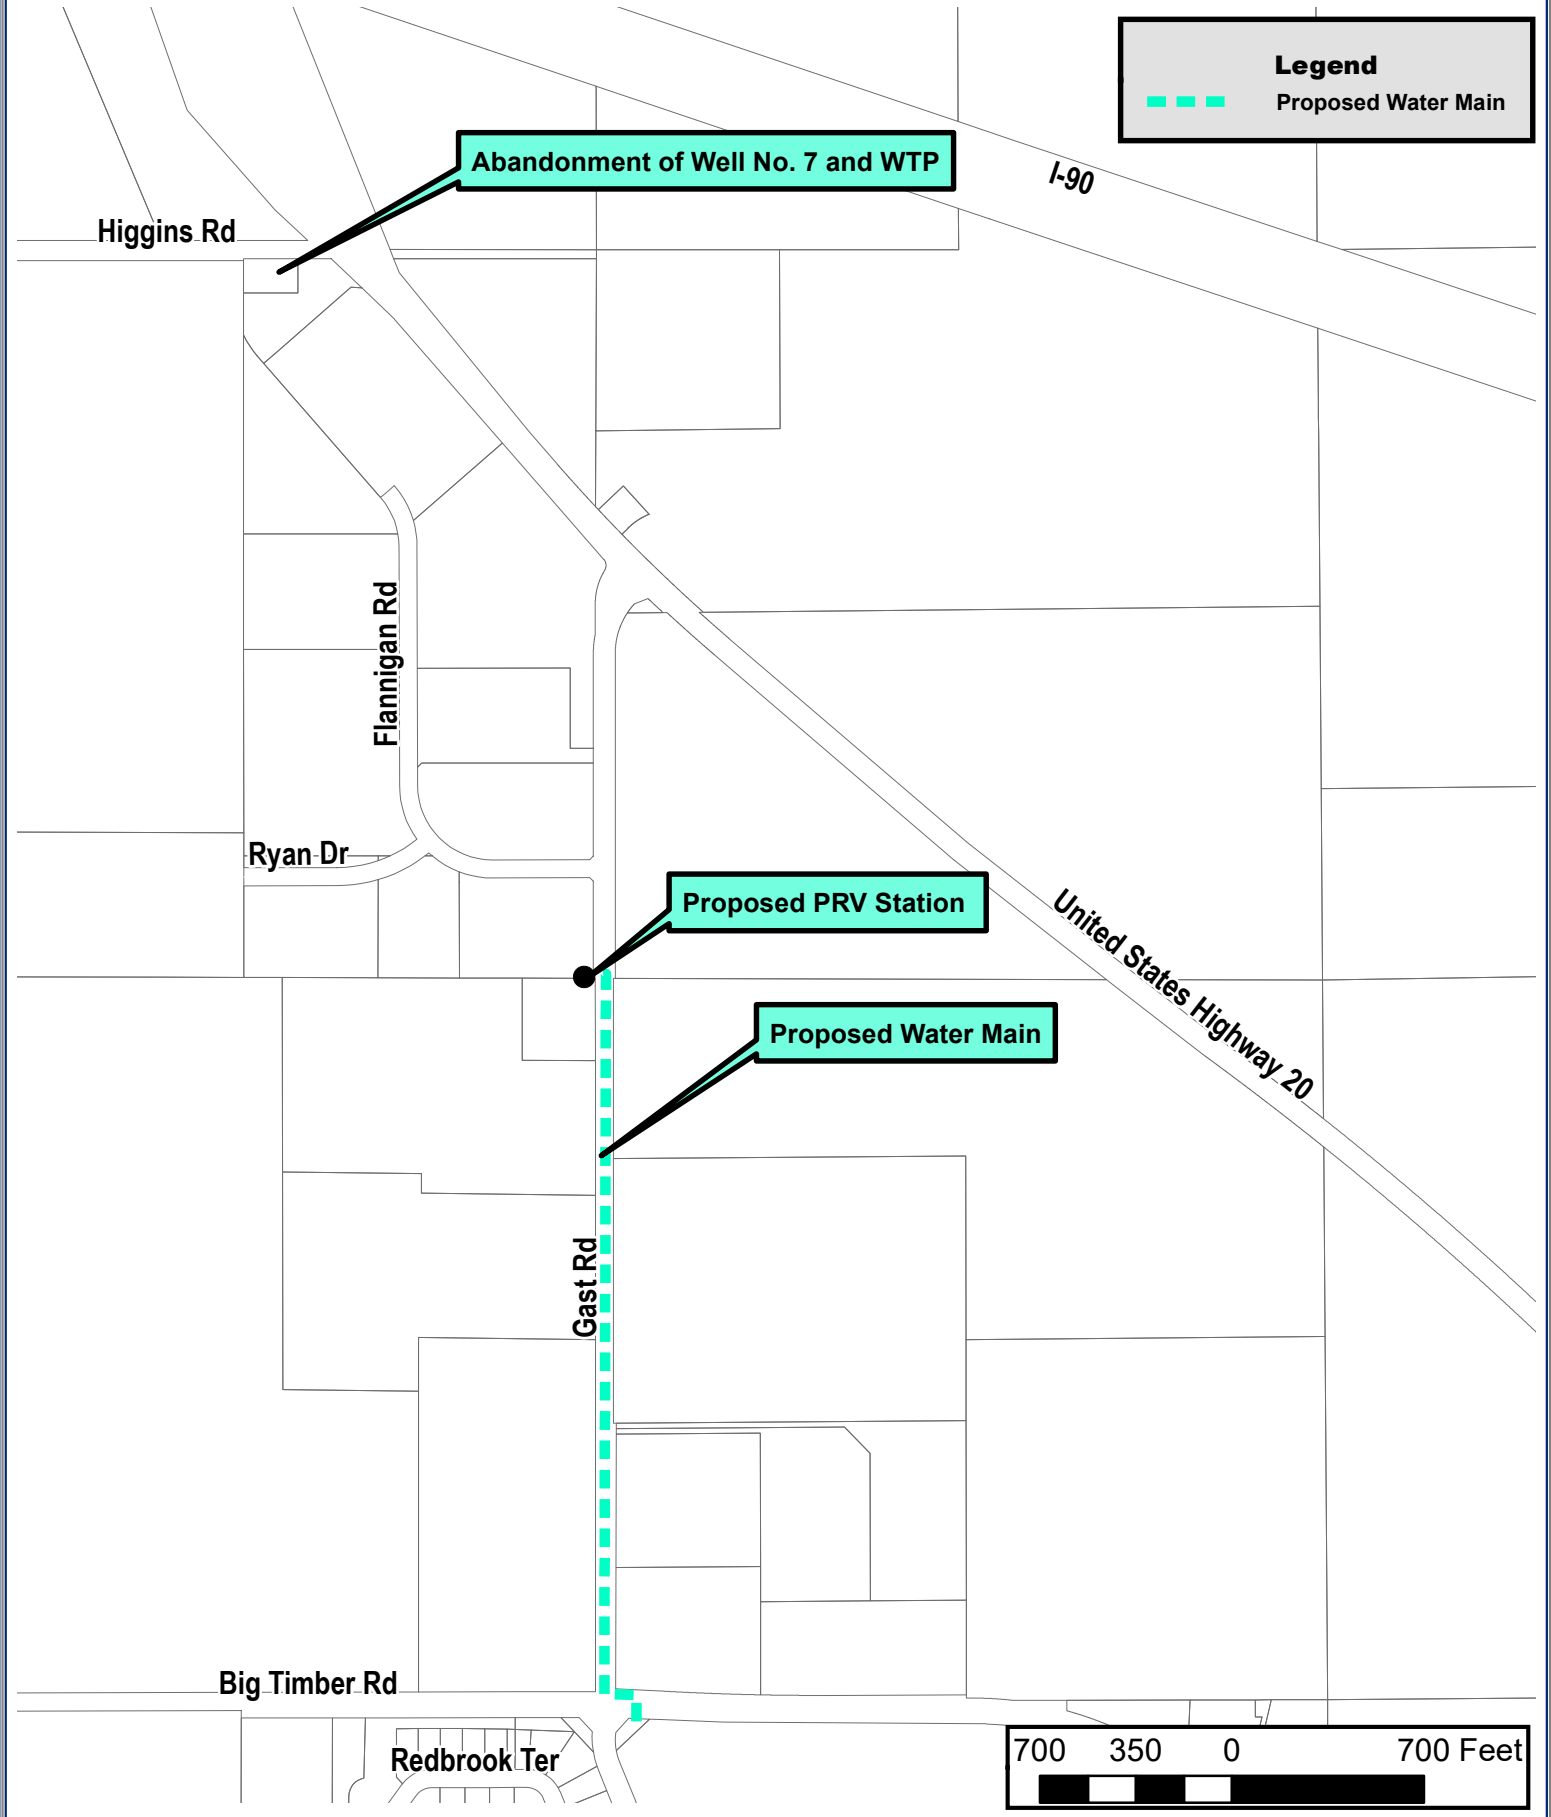 Legend
Proposed Water Main
Abandonment of Well No. 7 and WTP
I-90
Higgins Rd
Flannigan Rd
Ryan Dr
Proposed PRV Station
United States Highway 20
Proposed Water Main
Gast Rd
Big Timber Rd
Redbrook Ter
700 350 0 700 Feet